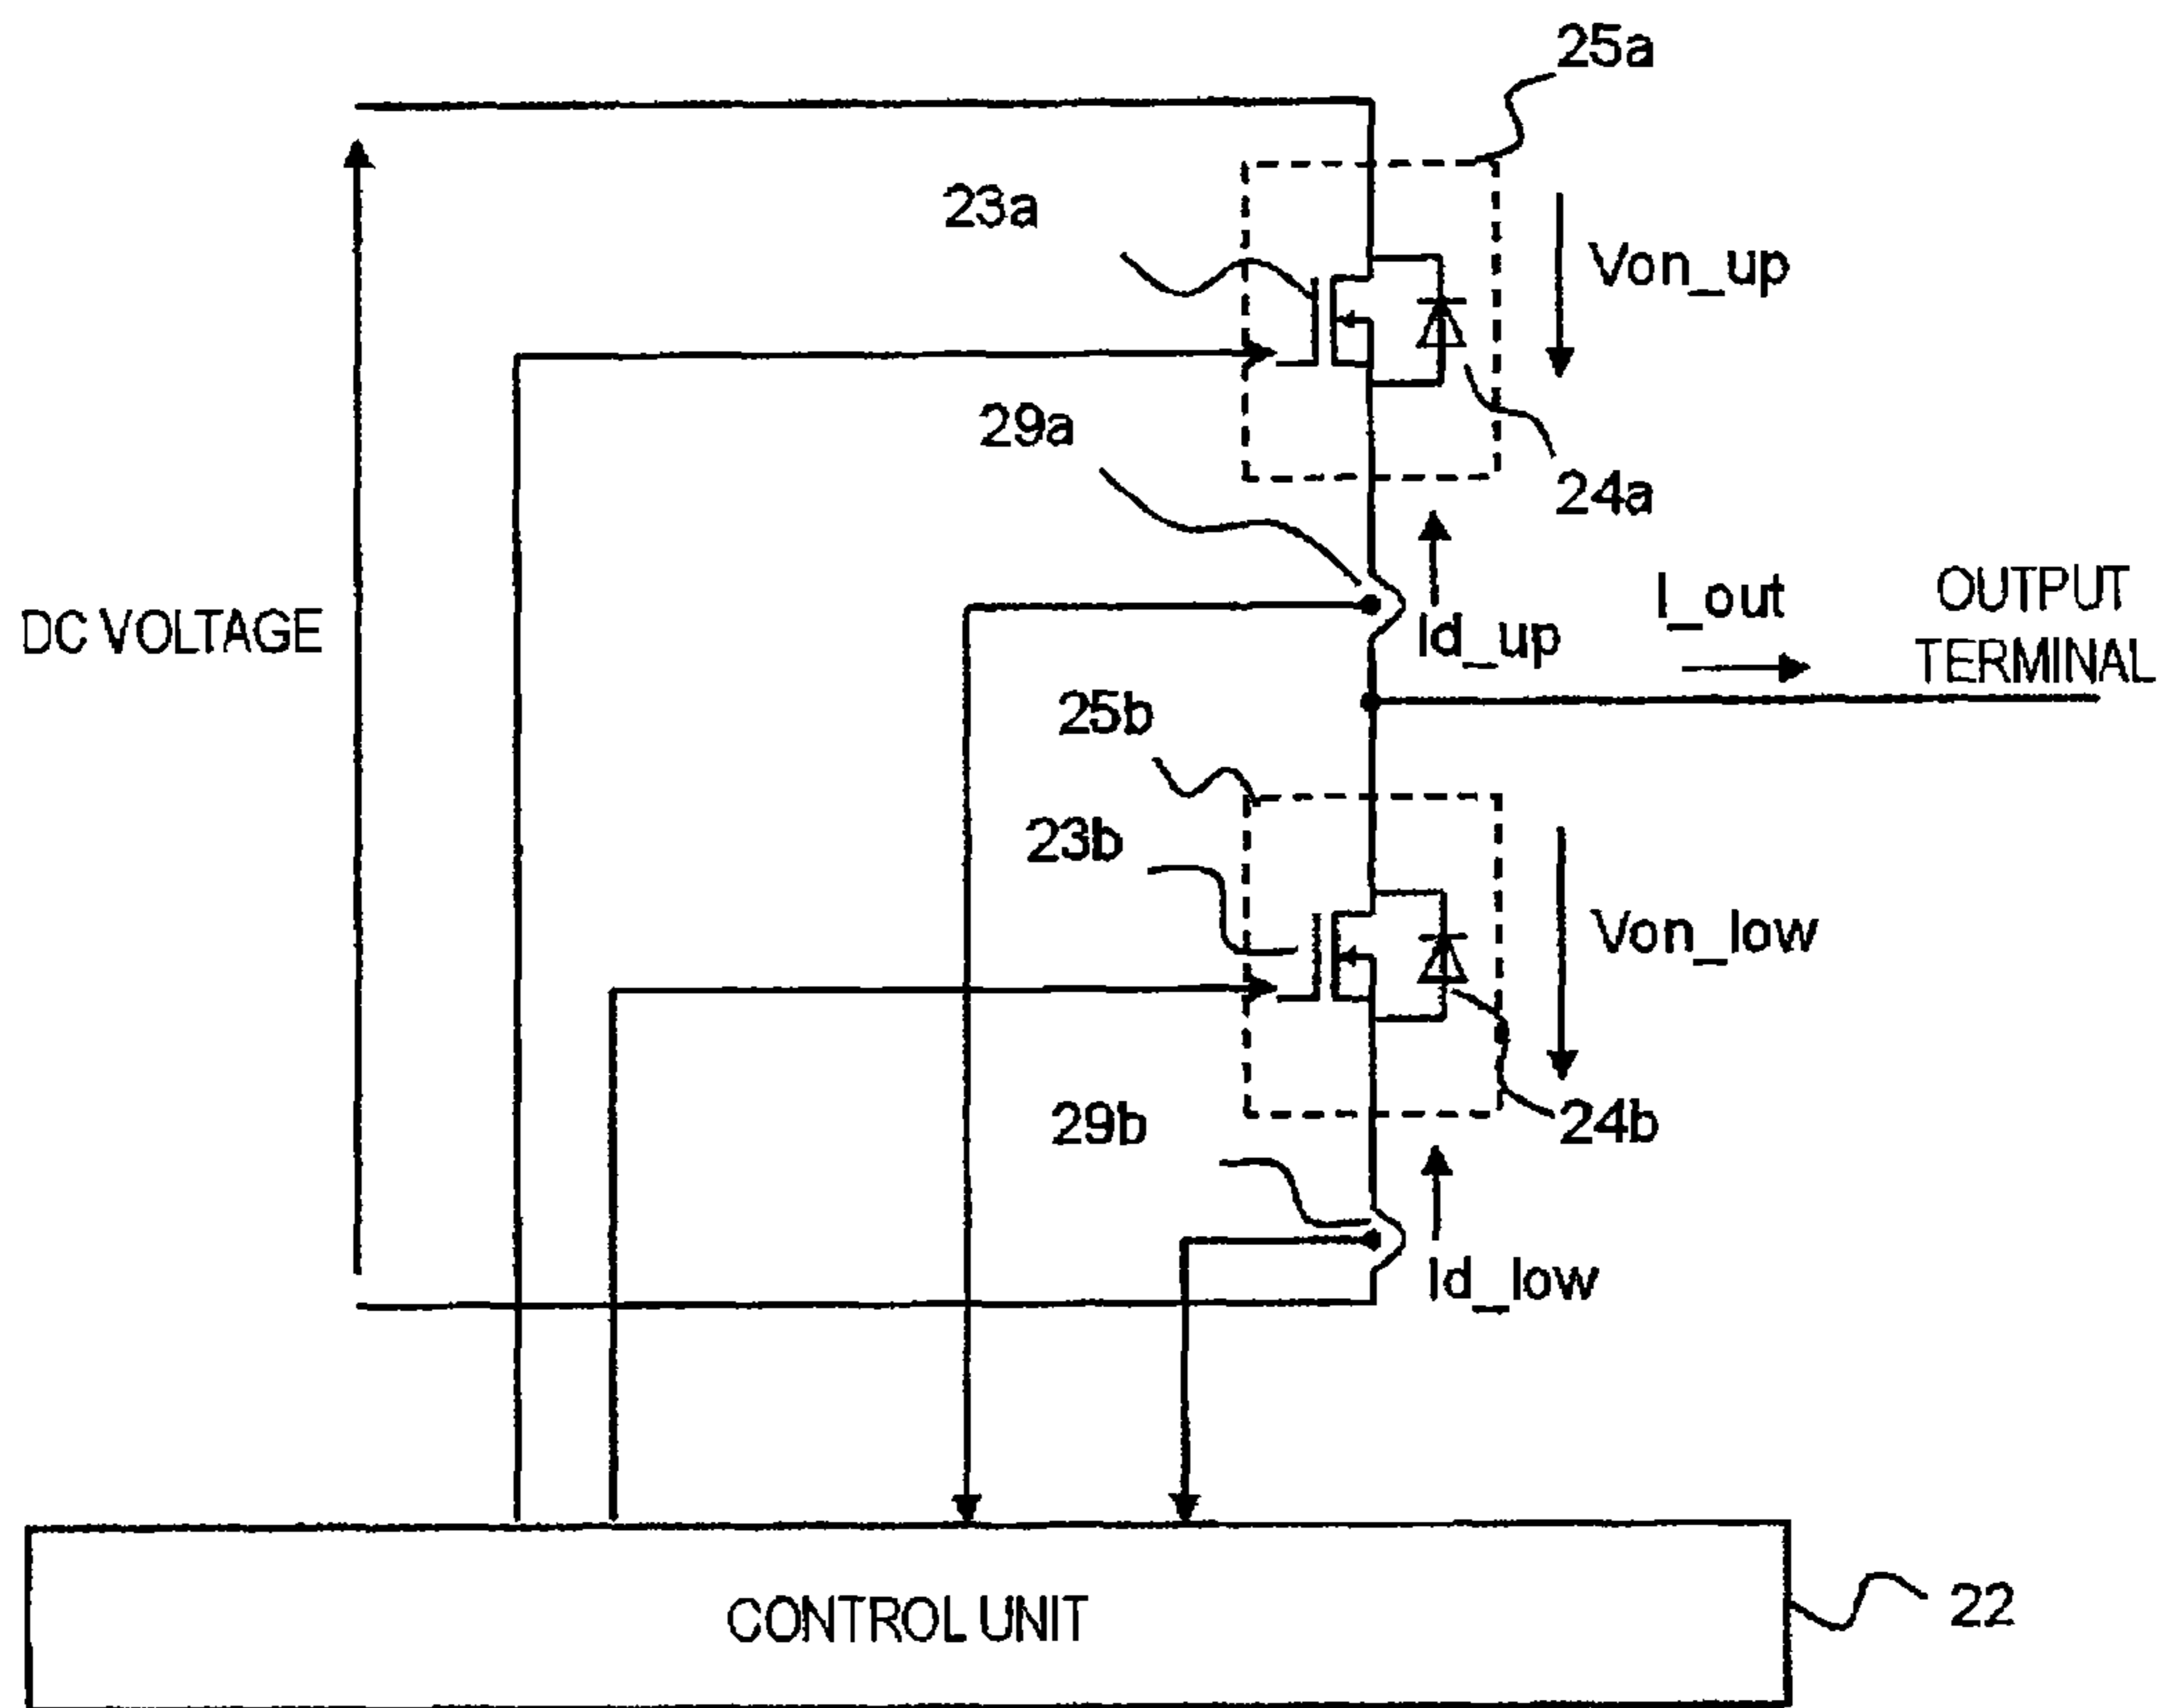 25a
23a
Von_up
29a
24a
DC VOLTAGE
Id_up
I_out
OUTPUT
TERMINAL
25b
23b
Von_low
29b
24b
Id_low
CONTROL UNIT
22